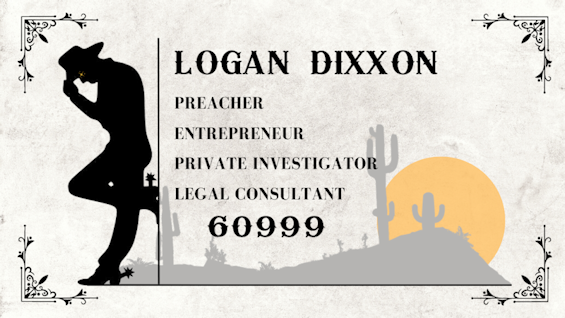 LOGAN DIXXON
PREACHER
ENTREPRENEUR
PRIVATE INVESTIGATOR
LEGAL CONSULTANT
60999